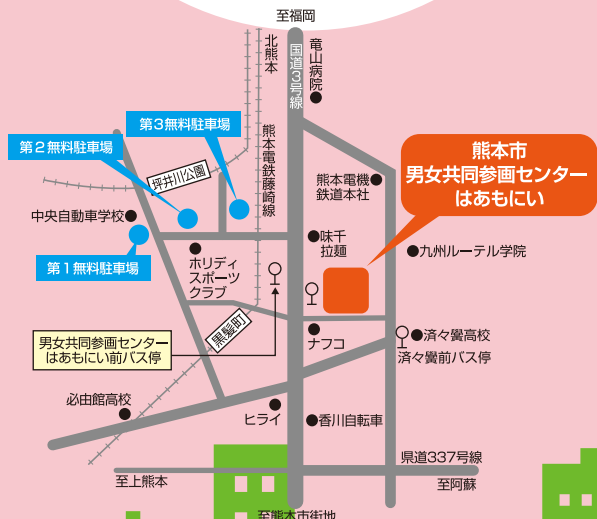 至福岡
北熊本
国道3号線
竜山病院
第3無料駐車場
第2無料駐車場
熊本電鉄藤崎線
熊本市
男女共同参画センター
はあもにい
坪井川公園
熊本電機
鉄道本社
中央自動車学校
味千
拉麺
九州ルーテル学院
第1無料駐車場
ホリディ
スポーツ
クラブ
黒髪町
男女共同参画センター
はあもにい前バス停
ナフコ
済々黌高校
済々黌前バス停
必由館高校
ヒライ
香川自転車
県道337号線
至上熊本
至阿蘇
至熊本市街地